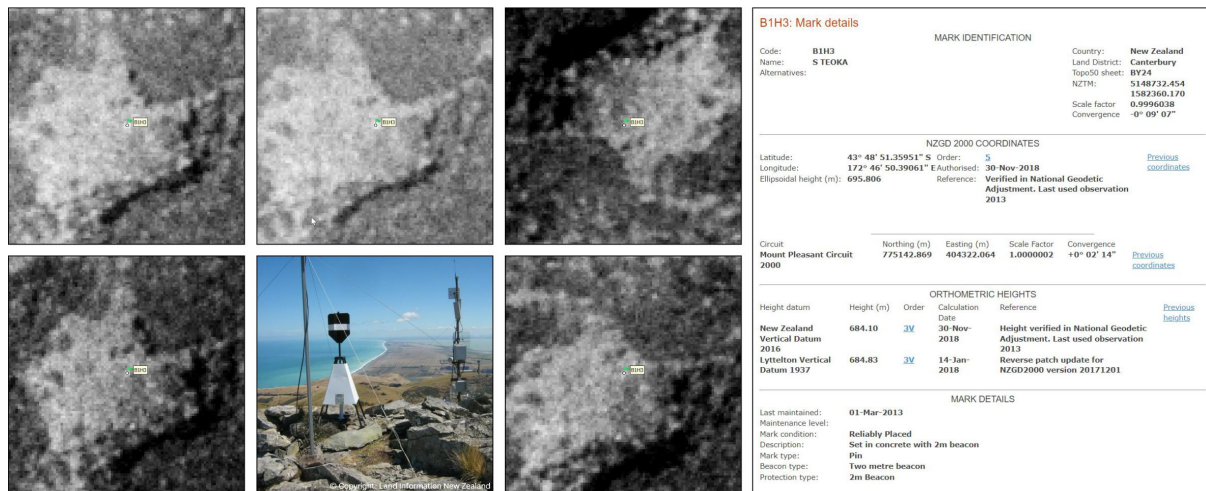 B1H3
B1H3
B1H3
B1H3
B1H3
© Copyright: Land Information New Zealand
B1H3: Mark details
MARK IDENTIFICATION
Code: B1H3 Country: New Zealand
Name: S TEOKA Land District: Canterbury
Alternatives: Topo50 sheet: BY24
NZTM: 5148732.454
1582360.170
Scale factor 0.9996038
Convergence -0° 09' 07"
NZGD 2000 COORDINATES
Latitude: 43° 48' 51.35951" S Order: 5 Previous
Longitude: 172° 46' 50.39061" E Authorised: 30-Nov-2018 coordinates
Ellipsoidal height (m): 695.806 Reference: Verified in National Geodetic
Adjustment. Last used observation
2013
Circuit Northing (m) Easting (m) Scale Factor Convergence
Mount Pleasant Circuit 775142.869 404322.064 1.0000002 +0° 02' 14" Previous
2000 coordinates
ORTHOMETRIC HEIGHTS
Height datum Height (m) Order Calculation Reference Previous
Date heights
New Zealand 684.10 3V 30-Nov- Height verified in National Geodetic
Vertical Datum 2018 Adjustment. Last used observation
2016 2013
Lyttelton Vertical 684.83 3V 14-Jan- Reverse patch update for
Datum 1937 2018 NZGD2000 version 20171201
MARK DETAILS
Last maintained: 01-Mar-2013
Maintenance level:
Mark condition: Reliably Placed
Description: Set in concrete with 2m beacon
Mark type: Pin
Beacon type: Two metre beacon
Protection type: 2m Beacon